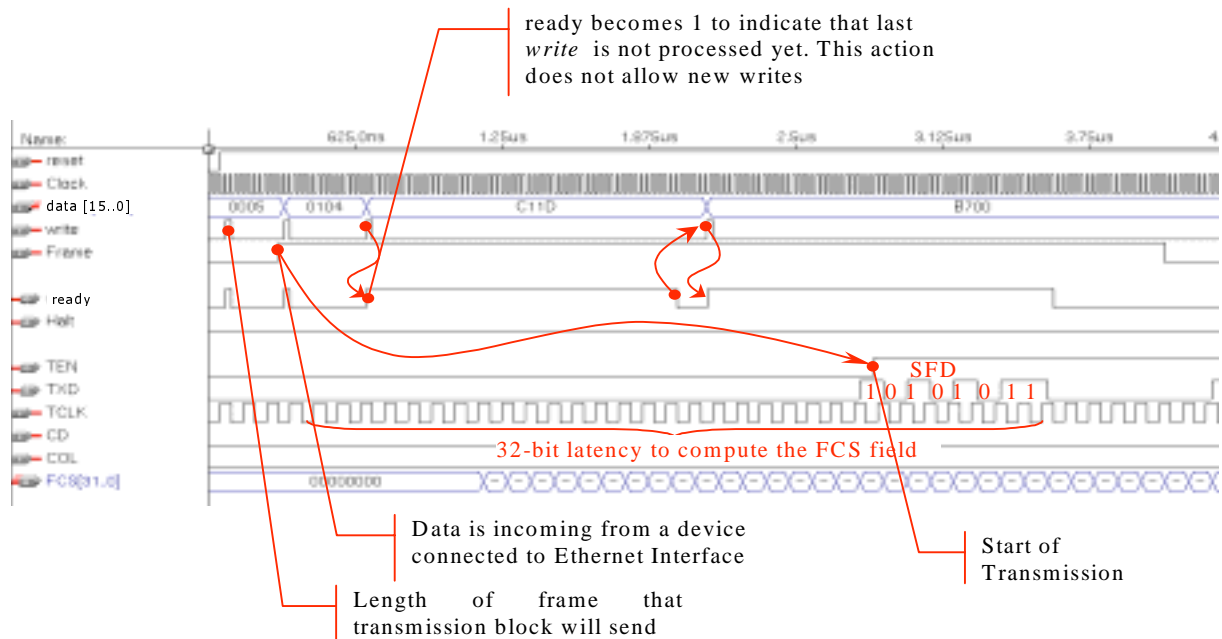 ready becomes 1 to indicate that last
write is not processed yet. This action
does not allow new writes
Name: 625.0ns 1.25us 1.875us 2.5us 3.125us 3.75us 4.
reset
Clock
data [15..0] 0005 0104 C11D B700
write
Frame
ready
Halt
TEN SFD
TXD 1 0 1 0 1 0 1 1
TCLK
CD
32-bit latency to compute the FCS field
COL
FCS[31..0] 00000000
Data is incoming from a device
connected to Ethernet Interface
Start of
Transmission
Length of frame that
transmission block will send